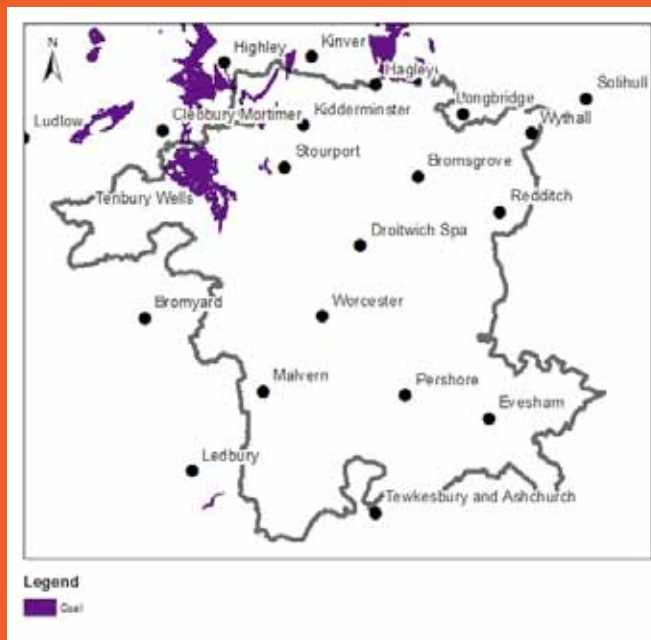 N
Highley
Kinver
Hagley
Solihull
Longbridge
Ludlow
Cleobury Mortimer
Kidderminster
Wythall
Stourport
Bromsgrove
Tenbury Wells
Redditch
Droitwich Spa
Bromyard
Worcester
Malvern
Pershore
Evesham
Ledbury
Tewkesbury and Ashchurch
Legend
Coal